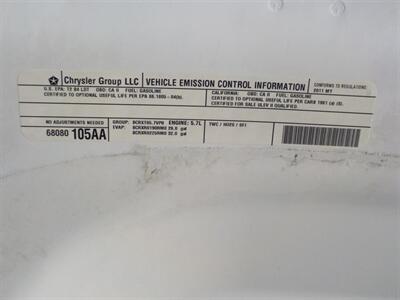 Chrysler Group LLC VEHICLE EMISSION CONTROL INFORMATION CONFORMS TO REGULATIONS:
2011 MY
U.S. EPA: T2 B4 LDT OBD: CA II FUEL: GASOLINE
CERTIFIED TO OPTIONAL USEFUL LIFE PER EPA 86.1805 - 04(b).
CALIFORNIA: OBD: CA II FUEL: GASOLINE
CERTIFIED TO OPTIONAL USEFUL LIFE PER CARB 1961 (a) (8).
CERTIFIED FOR SALE ULEV II QUALIFIED.
NO ADJUSTMENTS NEEDED
68080 105AA
GROUP: BCRXT05.7VP0 ENGINE: 5.7L
EVAP:
TWC / HO2S / SFI